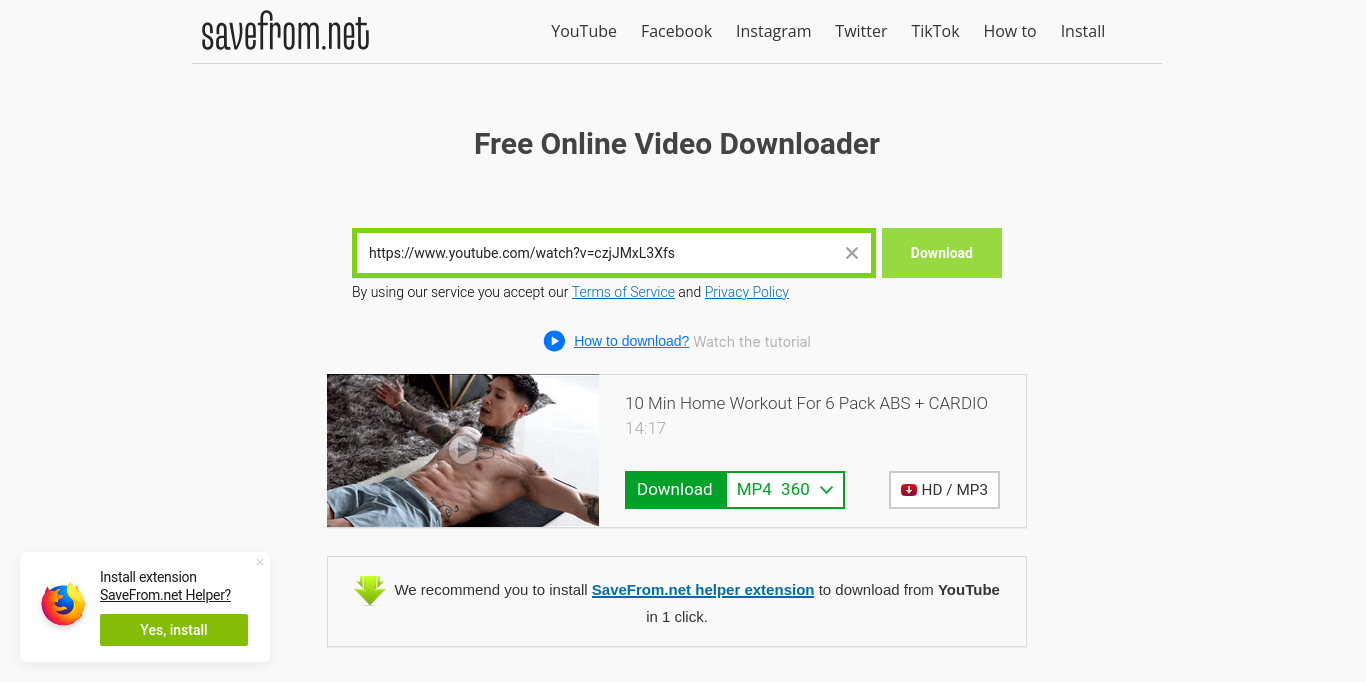 savefrom.net
YouTube Facebook Instagram Twitter TikTok How to Install
Free Online Video Downloader
https://www.youtube.com/watch?v=czjJMxL3Xfs
Download
By using our service you accept our Terms of Service and Privacy Policy
How to download? Watch the tutorial
10 Min Home Workout For 6 Pack ABS + CARDIO
14:17
Download MP4 360
HD / MP3
We recommend you to install SaveFrom.net helper extension to download from YouTube
in 1 click.
Install extension
SaveFrom.net Helper?
Yes, install